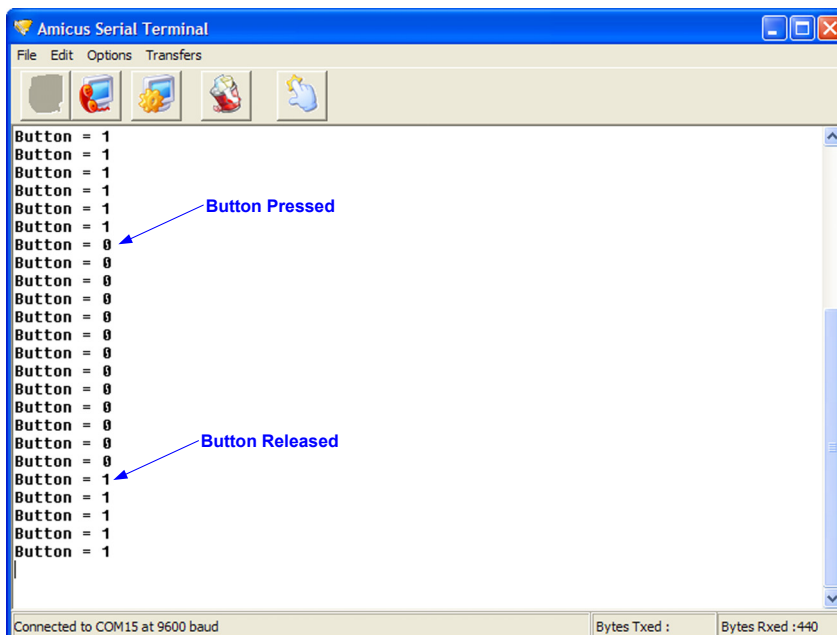 Amicus Serial Terminal
File Edit Options Transfers
Button = 1
Button = 1
Button = 1
Button = 1
Button = 1
Button Pressed
Button = 1
Button = 0
Button = 0
Button = 0
Button = 0
Button = 0
Button = 0
Button = 0
Button = 0
Button = 0
Button = 0
Button = 0
Button = 0
Button Released
Button = 0
Button = 1
Button = 1
Button = 1
Button = 1
Button = 1
Connected to COM15 at 9600 baud
Bytes Txed :
Bytes Rxed :440